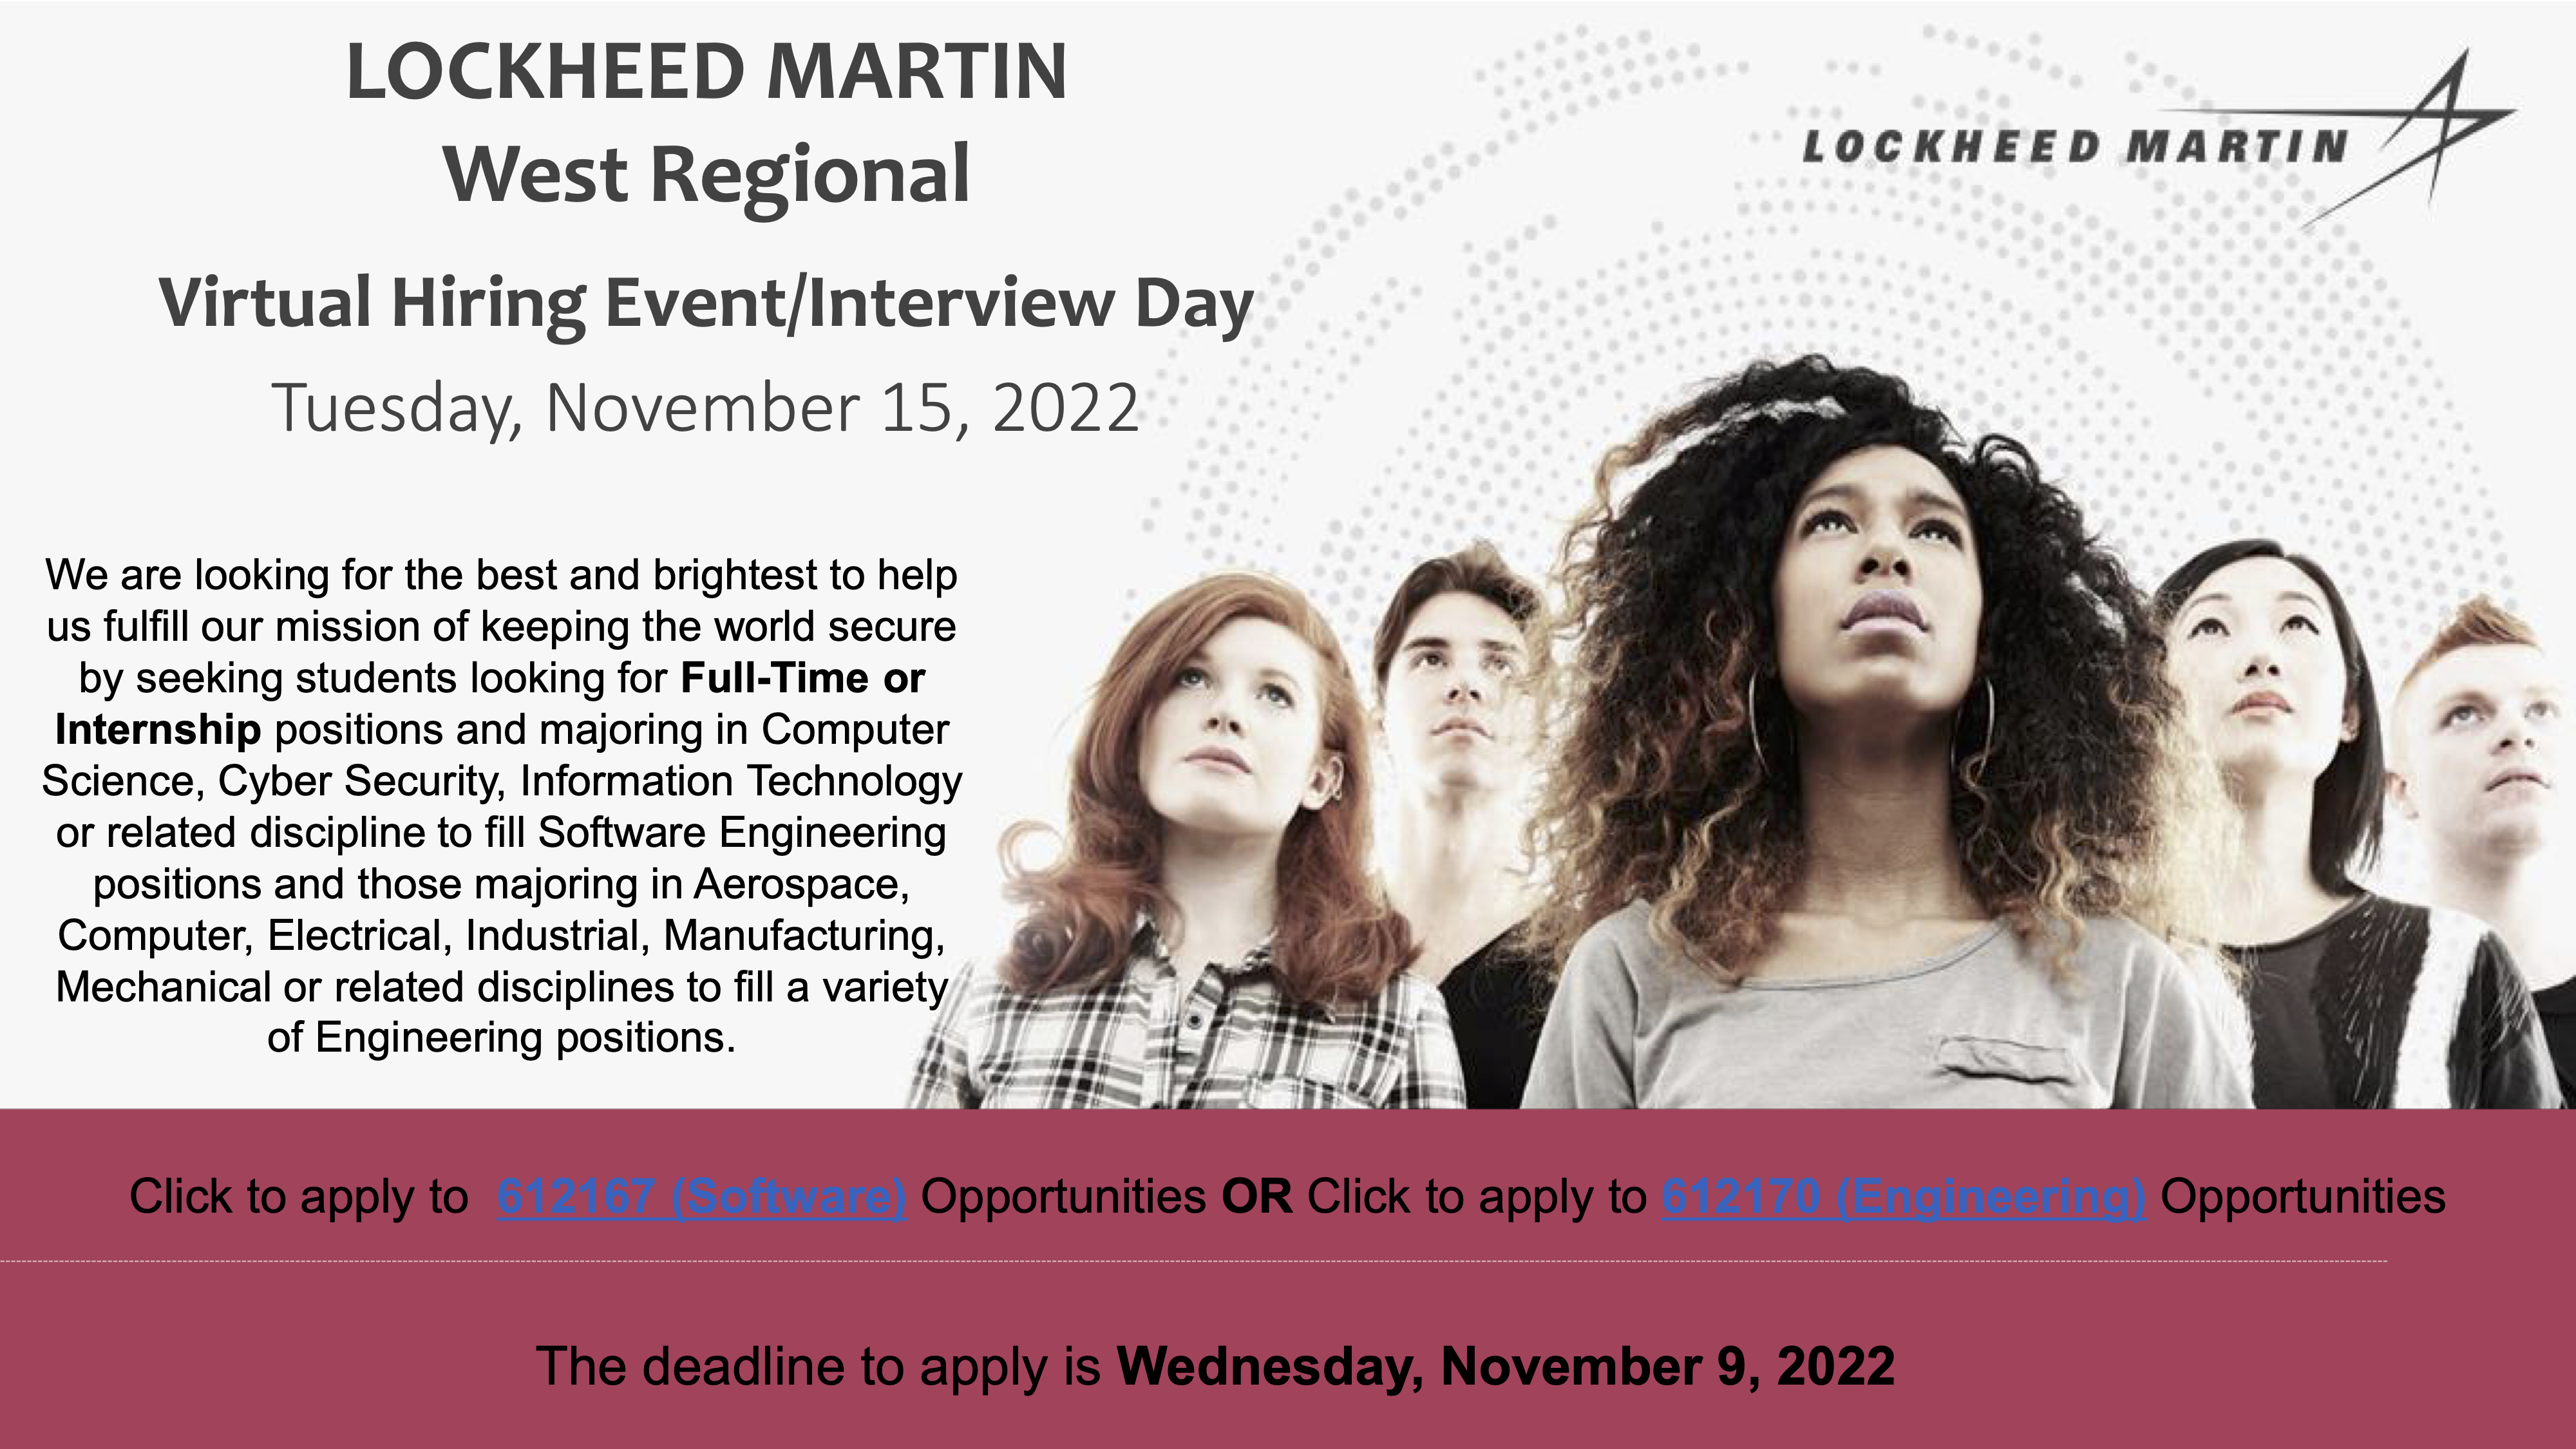 LOCKHEED MARTIN
West Regional
Virtual Hiring Event/Interview Day
Tuesday, November 15, 2022
LOCKHEED MARTIN
We are looking for the best and brightest to help
us fulfill our mission of keeping the world secure
by seeking students looking for Full-Time or
Internship positions and majoring in Computer
Science, Cyber Security, Information Technology
or related discipline to fill Software Engineering
positions and those majoring in Aerospace,
Computer, Electrical, Industrial, Manufacturing,
Mechanical or related disciplines to fill a variety
of Engineering positions.
Click to apply to 612167 (Software) Opportunities OR Click to apply to 612170 (Engineering) Opportunities
The deadline to apply is Wednesday, November 9, 2022